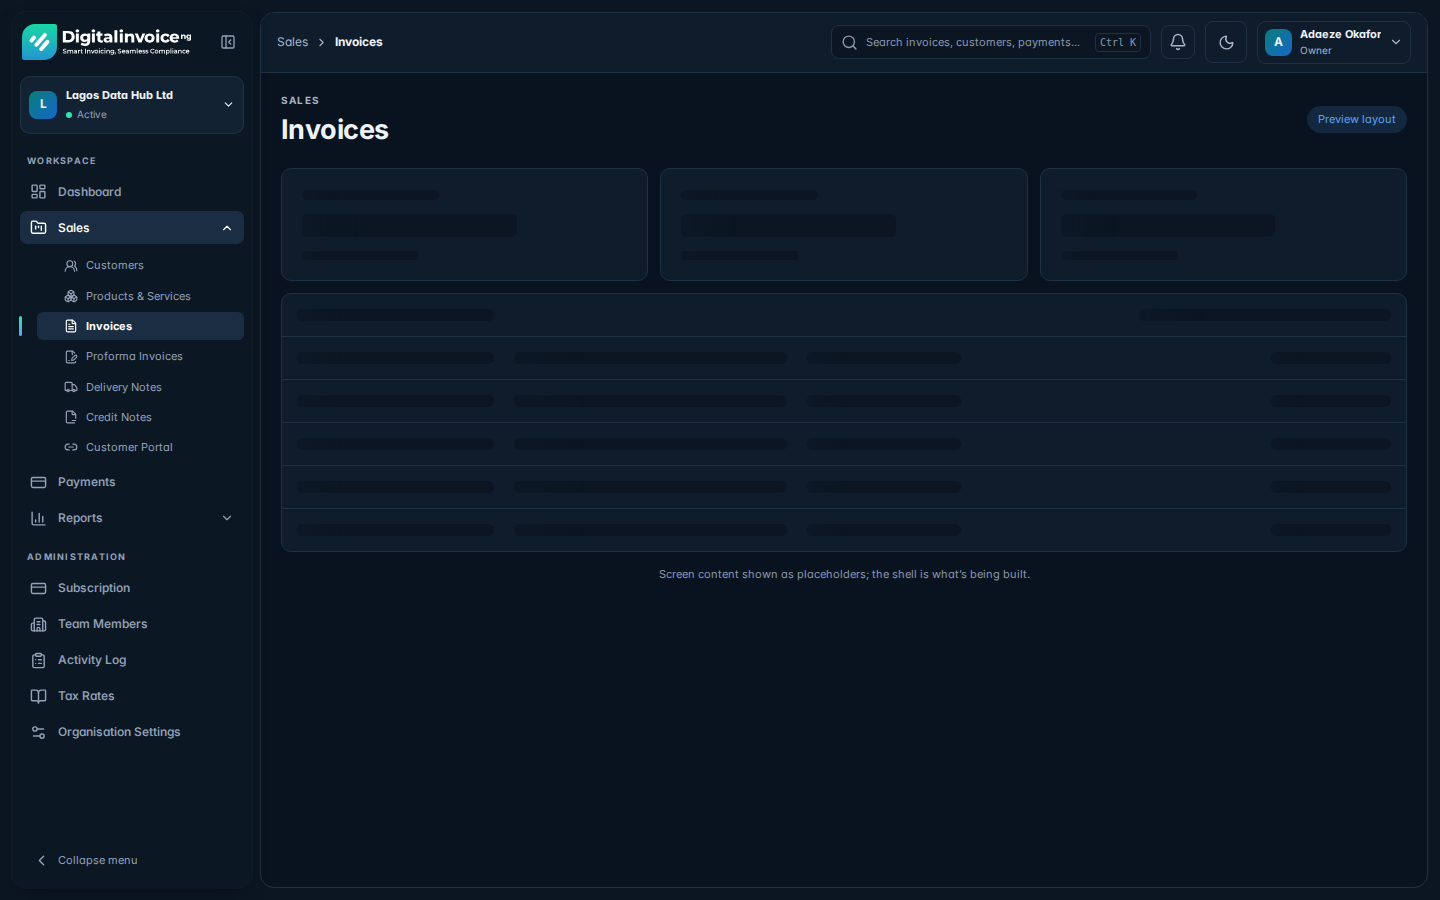 Digitalinvoice ng
Smart Invoicing, Seamless Compliance
L
Lagos Data Hub Ltd
Active
WORKSPACE
Dashboard
Sales
Customers
Products & Services
Invoices
Proforma Invoices
Delivery Notes
Credit Notes
Customer Portal
Payments
Reports
ADMINISTRATION
Subscription
Team Members
Activity Log
Tax Rates
Organisation Settings
Collapse menu
Sales > Invoices
Search invoices, customers, payments...
Ctrl K
A
Adaeze Okafor
Owner
SALES
Invoices
Preview layout
Screen content shown as placeholders; the shell is what's being built.